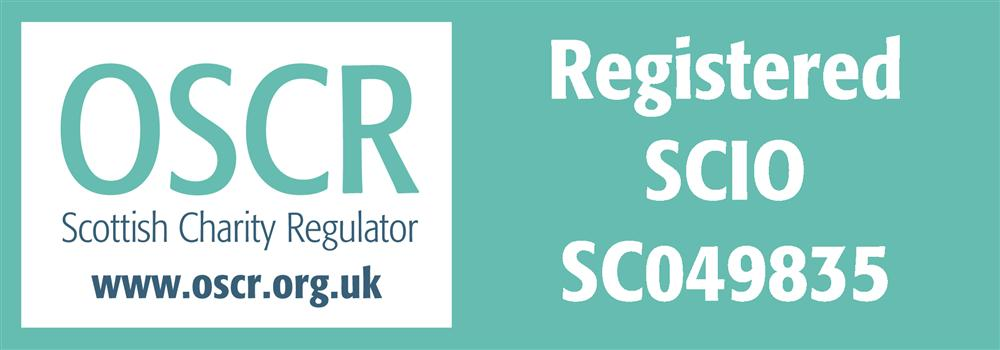 OSCR
Scottish Charity Regulator
www.oscr.org.uk
Registered
SCIO
SC049835